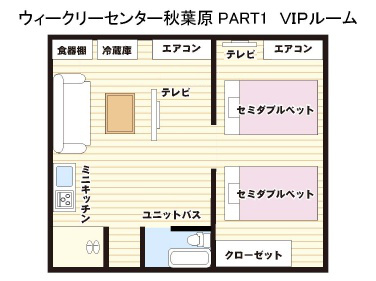 ウィークリーセンター秋葉原 PART1　VIPルーム
食器棚
冷蔵庫
エアコン
テレビ
エアコン
テレビ
セミダブルベット
ミニキッチン
セミダブルベット
ユニットバス
クローゼット